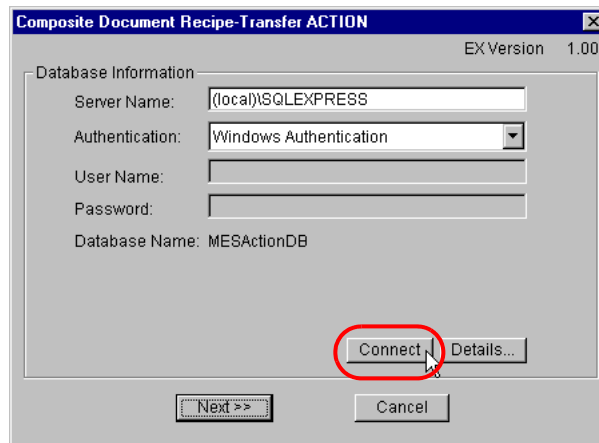 Composite Document Recipe-Transfer ACTION
EX Version 1.00
Database Information
Server Name: (local)\SQLEXPRESS
Authentication: Windows Authentication
User Name:
Password:
Database Name: MESActionDB
Connect Details...
Next >> Cancel